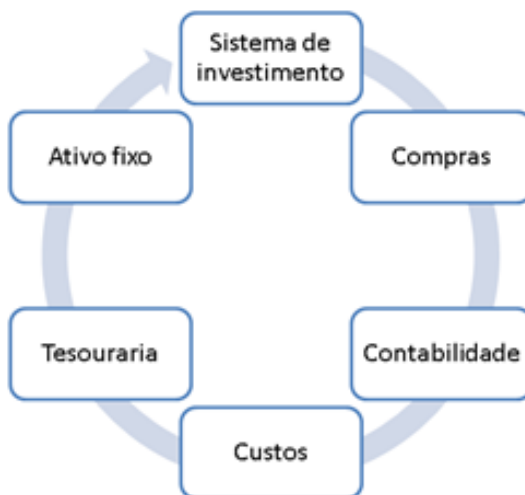 Sistema de
investimento
Compras
Contabilidade
Custos
Tesouraria
Ativo fixo